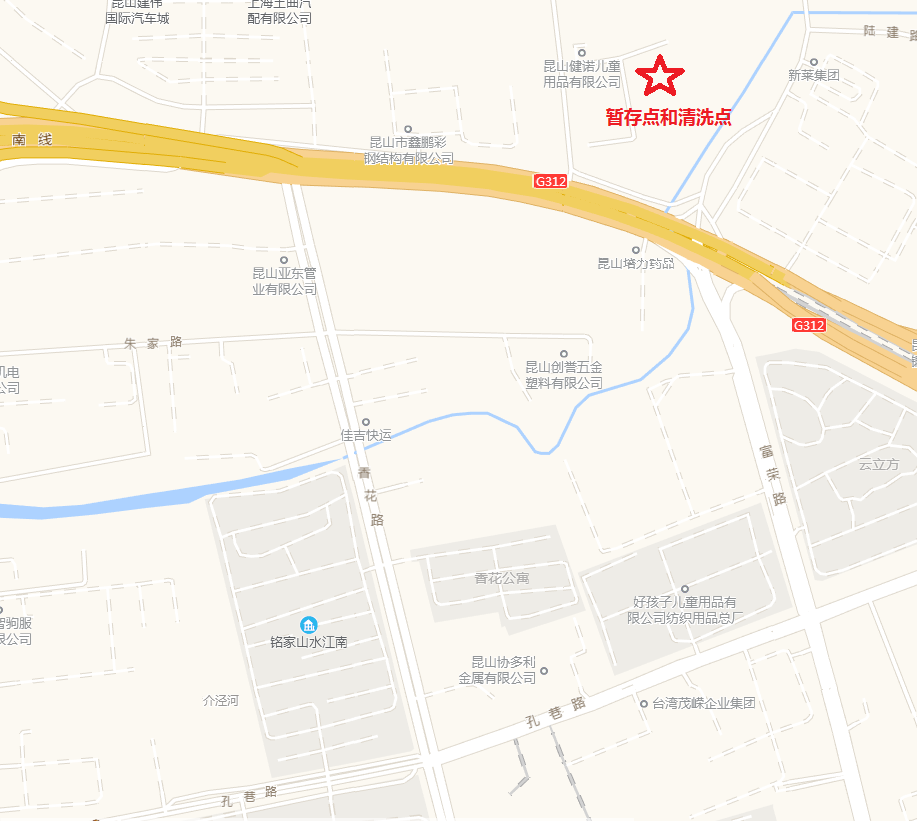 昆山建伟
国际汽车城
配有限公司
陆建路
昆山健诺儿童
用品有限公司
新莱集团
暂存点和清洗点
南线
昆山市鑫鹏彩
钢结构有限公司
G312
昆山培力药品
昆山亚东管
业有限公司
G312
朱家路
机电
公司
昆山创誉五金
塑料有限公司
佳吉快运
香花路
富荣路
云立方
香花公寓
好孩子儿童用品有
限公司纺织用品总厂
限公司
铭家山水江南
昆山协多利
金属有限公司
介泾河
台湾茂嵘企业集团
孔巷路
孔巷路